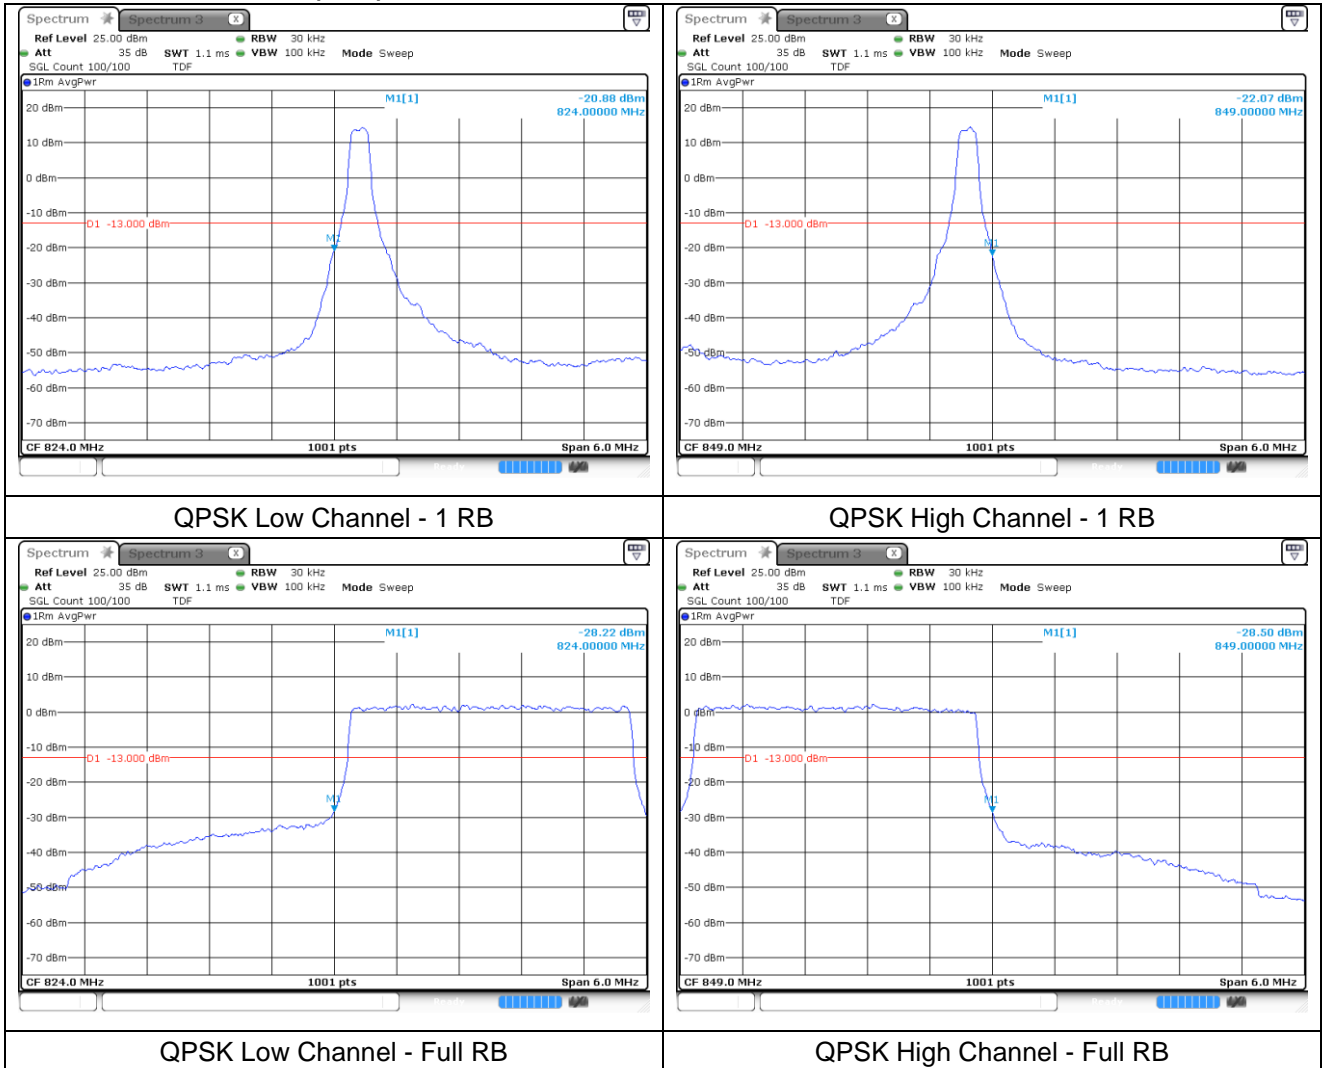 Spectrum Spectrum 3 X
Ref Level 25.00 dBm RBW 30 kHz
Att 35 dB SWT 1.1 ms VBW 100 kHz Mode Sweep
SGL Count 100/100 TDF
1Rm AvgPwr
M1[1] -20.88 dBm
824.00000 MHz
20 dBm
10 dBm
0 dBm
-10 dBm
D1 -13.000 dBm
-20 dBm
-30 dBm
-40 dBm
-50 dBm
-60 dBm
-70 dBm
CF 824.0 MHz 1001 pts Span 6.0 MHz
Spectrum Spectrum 3 X
Ref Level 25.00 dBm RBW 30 kHz
Att 35 dB SWT 1.1 ms VBW 100 kHz Mode Sweep
SGL Count 100/100 TDF
1Rm AvgPwr
M1[1] -22.07 dBm
849.00000 MHz
20 dBm
10 dBm
0 dBm
-10 dBm
D1 -13.000 dBm
M1
-20 dBm
-30 dBm
-40 dBm
-50 dBm
-60 dBm
-70 dBm
CF 849.0 MHz 1001 pts Span 6.0 MHz
QPSK Low Channel - 1 RB
QPSK High Channel - 1 RB
Spectrum Spectrum 3 X
Ref Level 25.00 dBm RBW 30 kHz
Att 35 dB SWT 1.1 ms VBW 100 kHz Mode Sweep
SGL Count 100/100 TDF
1Rm AvgPwr
M1[1] -28.22 dBm
824.00000 MHz
20 dBm
10 dBm
0 dBm
-10 dBm
D1 -13.000 dBm
-20 dBm
M1
-30 dBm
-40 dBm
-50 dBm
-60 dBm
-70 dBm
CF 824.0 MHz 1001 pts Span 6.0 MHz
Spectrum Spectrum 3 X
Ref Level 25.00 dBm RBW 30 kHz
Att 35 dB SWT 1.1 ms VBW 100 kHz Mode Sweep
SGL Count 100/100 TDF
1Rm AvgPwr
M1[1] -28.50 dBm
849.00000 MHz
20 dBm
10 dBm
0 dBm
-10 dBm
D1 -13.000 dBm
-20 dBm
M1
-30 dBm
-40 dBm
-50 dBm
-60 dBm
-70 dBm
CF 849.0 MHz 1001 pts Span 6.0 MHz
QPSK Low Channel - Full RB
QPSK High Channel - Full RB